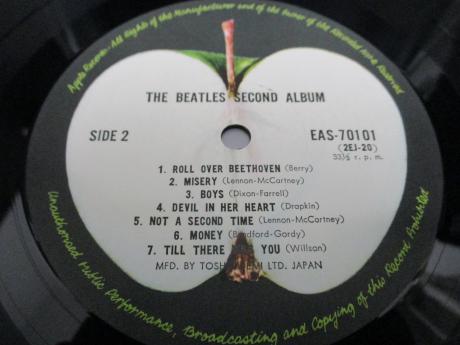 Apple Records-All Rights of the Manufacturer and of the Owner of the Recorded Work Reserved
THE BEATLES SECOND ALBUM
SIDE 2
EAS-70101
(2EJ-20)
33⅓ r. p. m.
1. ROLL OVER BEETHOVEN (Berry)
2. MISERY (Lennon-McCartney)
3. BOYS (Dixon-Farrell)
4. DEVIL IN HER HEART (Drapkin)
5. NOT A SECOND TIME (Lennon-McCartney)
6. MONEY (Bradford-Gordy)
7. TILL THERE YOU (Willson)
MFD. BY TOSHIBA EMI LTD. JAPAN
Unauthorised Public Performance, Broadcasting and Copying of this Record Prohibited